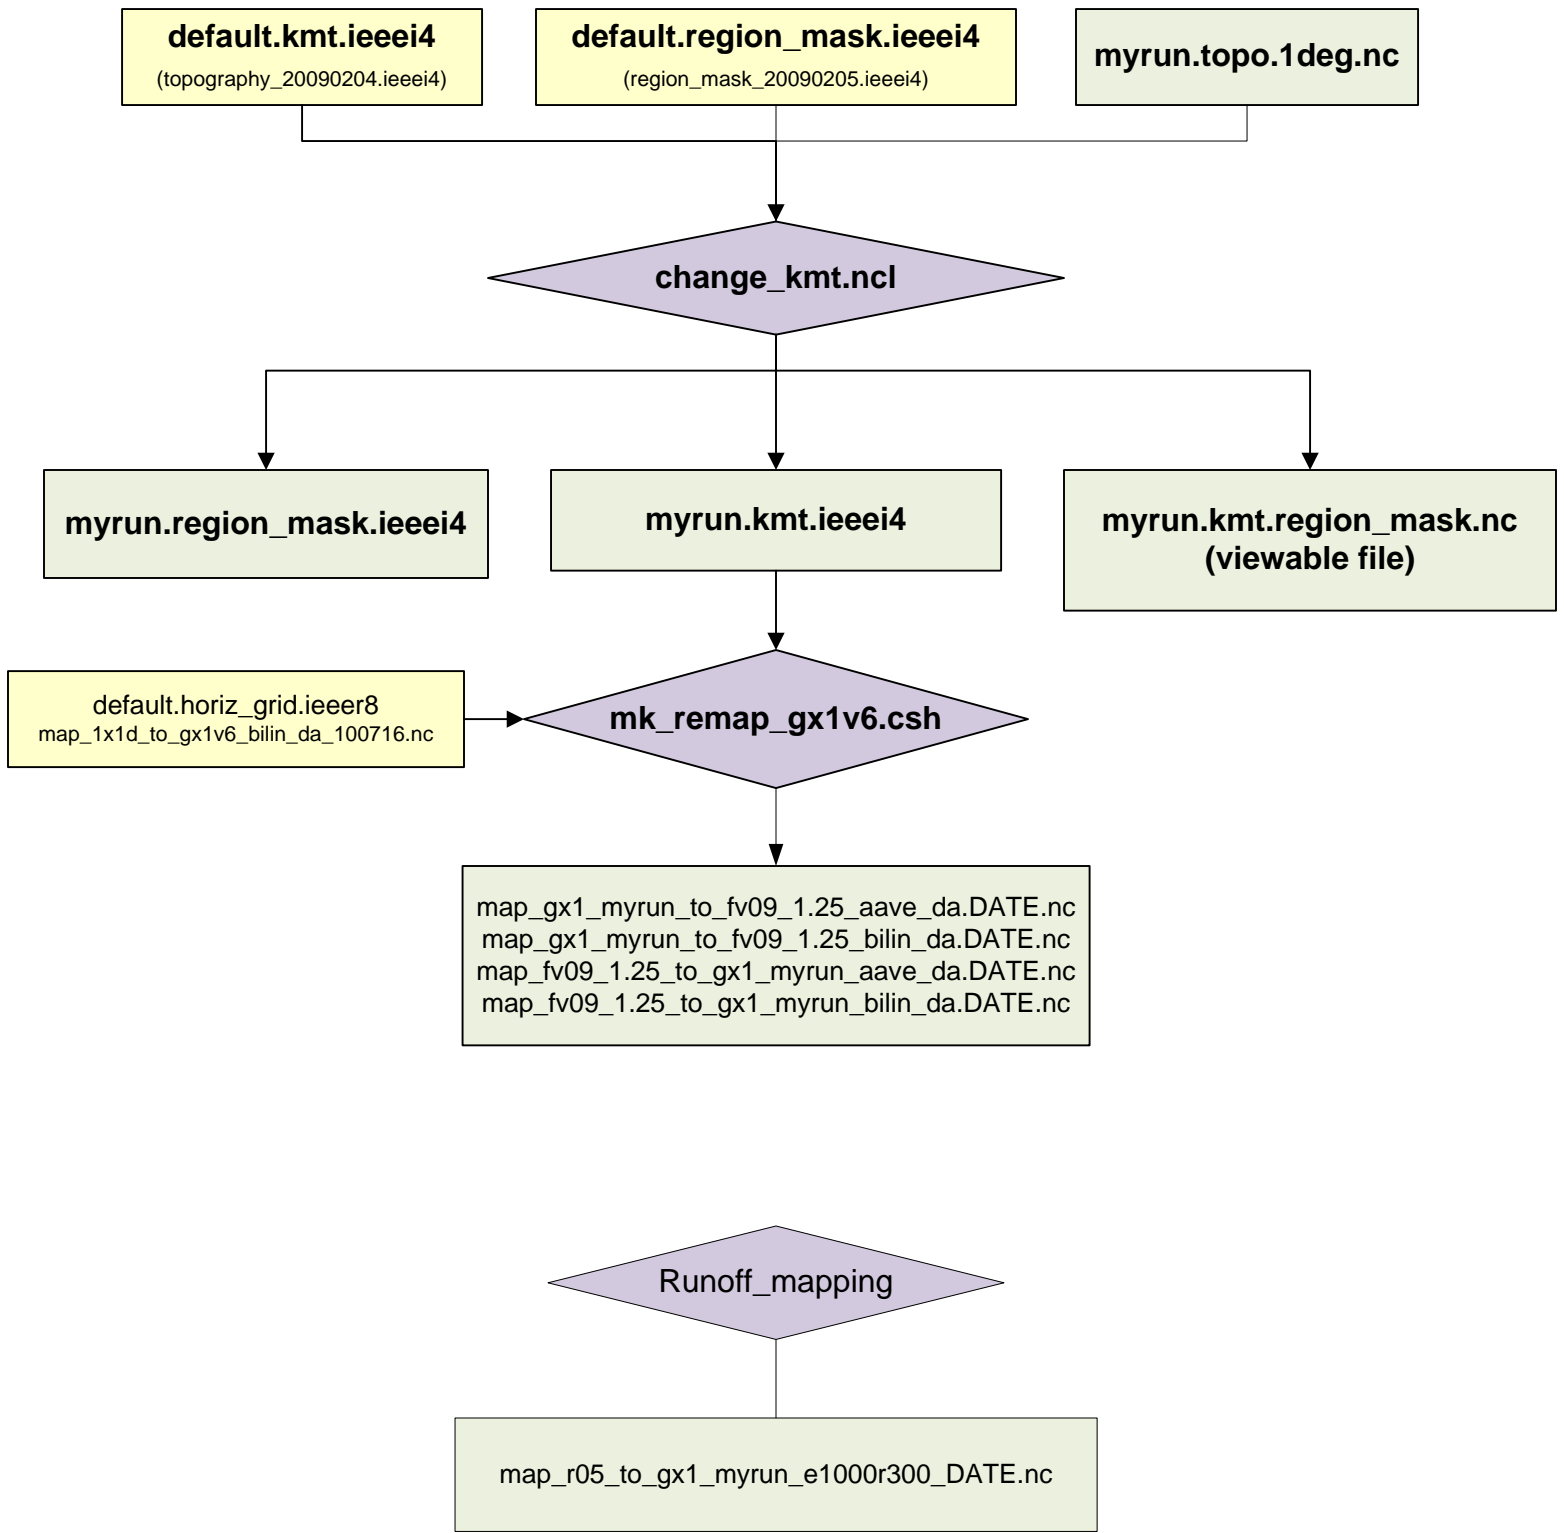 default.kmt.ieeei4
(topography_20090204.ieeei4)
default.region_mask.ieeei4
(region_mask_20090205.ieeei4)
myrun.topo.1deg.nc
change_kmt.ncl
myrun.region_mask.ieeei4
myrun.kmt.ieeei4
myrun.kmt.region_mask.nc
(viewable file)
default.horiz_grid.ieeer8
map_1x1d_to_gx1v6_bilin_da_100716.nc
mk_remap_gx1v6.csh
map_gx1_myrun_to_fv09_1.25_aave_da.DATE.nc
map_gx1_myrun_to_fv09_1.25_bilin_da.DATE.nc
map_fv09_1.25_to_gx1_myrun_aave_da.DATE.nc
map_fv09_1.25_to_gx1_myrun_bilin_da.DATE.nc
Runoff_mapping
map_r05_to_gx1_myrun_e1000r300_DATE.nc